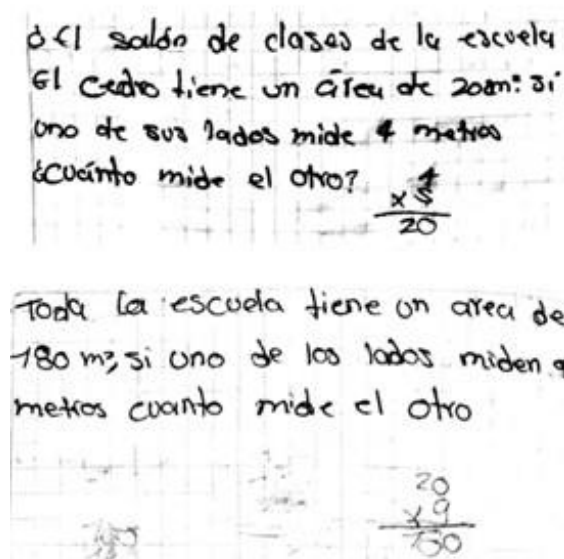 El salón de clases de la escuela
El Cedro tiene un área de 20m² si
uno de sus lados mide 4 metros
¿Cuánto mide el otro?
4
x 5
20
Toda la escuela tiene un area de
180 m², si uno de los lados miden 9
metros cuanto mide el otro
20
x 9
180